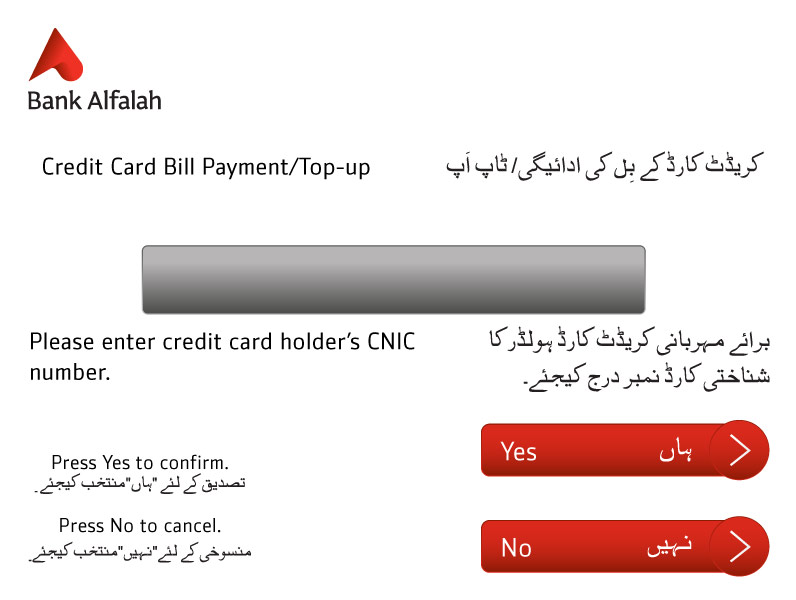 Bank Alfalah
Credit Card Bill Payment/Top-up
کریڈٹ کارڈ کے بِل کی ادائیگی/ ٹاپ اَپ
Please enter credit card holder’s CNIC
number.
برائے مہربانی کریڈٹ کارڈ ہولڈر کا
شناختی کارڈ نمبر درج کیجئے۔
Yes ہاں
Press Yes to confirm.
تصدیق کے لئے "ہاں" منتخب کیجئے۔
Press No to cancel.
منسوخی کے لئے "نہیں" منتخب کیجئے۔
No نہیں